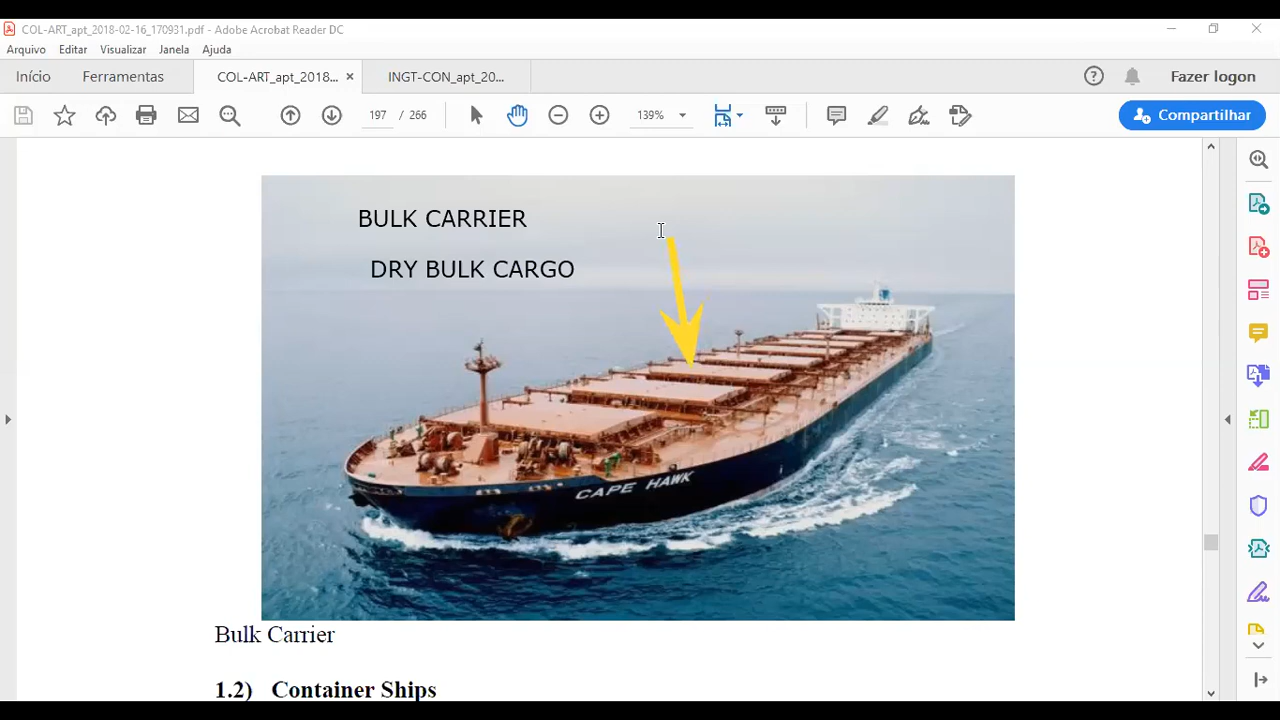 COL-ART_apt_2018-02-16_170931.pdf - Adobe Acrobat Reader DC
Arquivo Editar Visualizar Janela Ajuda
Início Ferramentas COL-ART_apt_2018... × INGT-CON_apt_20... Fazer logon
197 / 266 139% Compartilhar
BULK CARRIER
DRY BULK CARGO
CAPE HAWK
Bulk Carrier
1.2) Container Ships